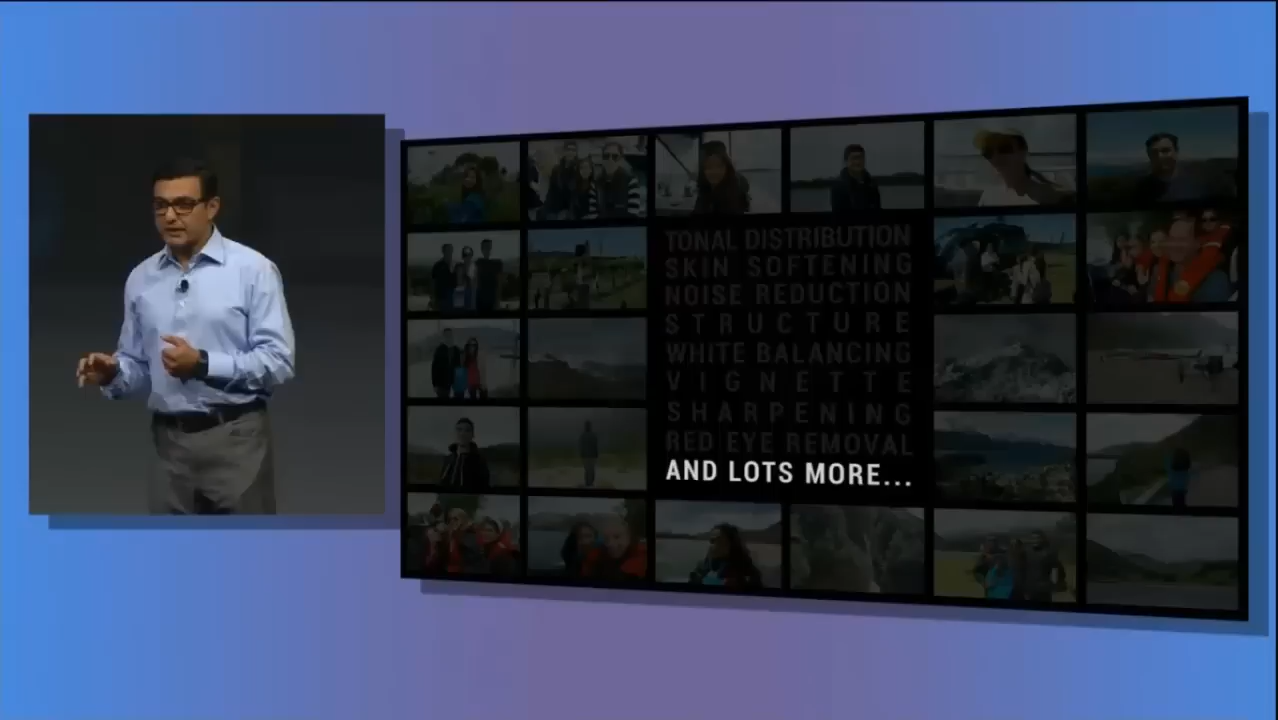 TONAL DISTRIBUTION
SKIN SOFTENING
NOISE REDUCTION
STRUCTURE
WHITE BALANCING
VIGNETTE
SHARPENING
RED EYE REMOVAL
AND LOTS MORE...